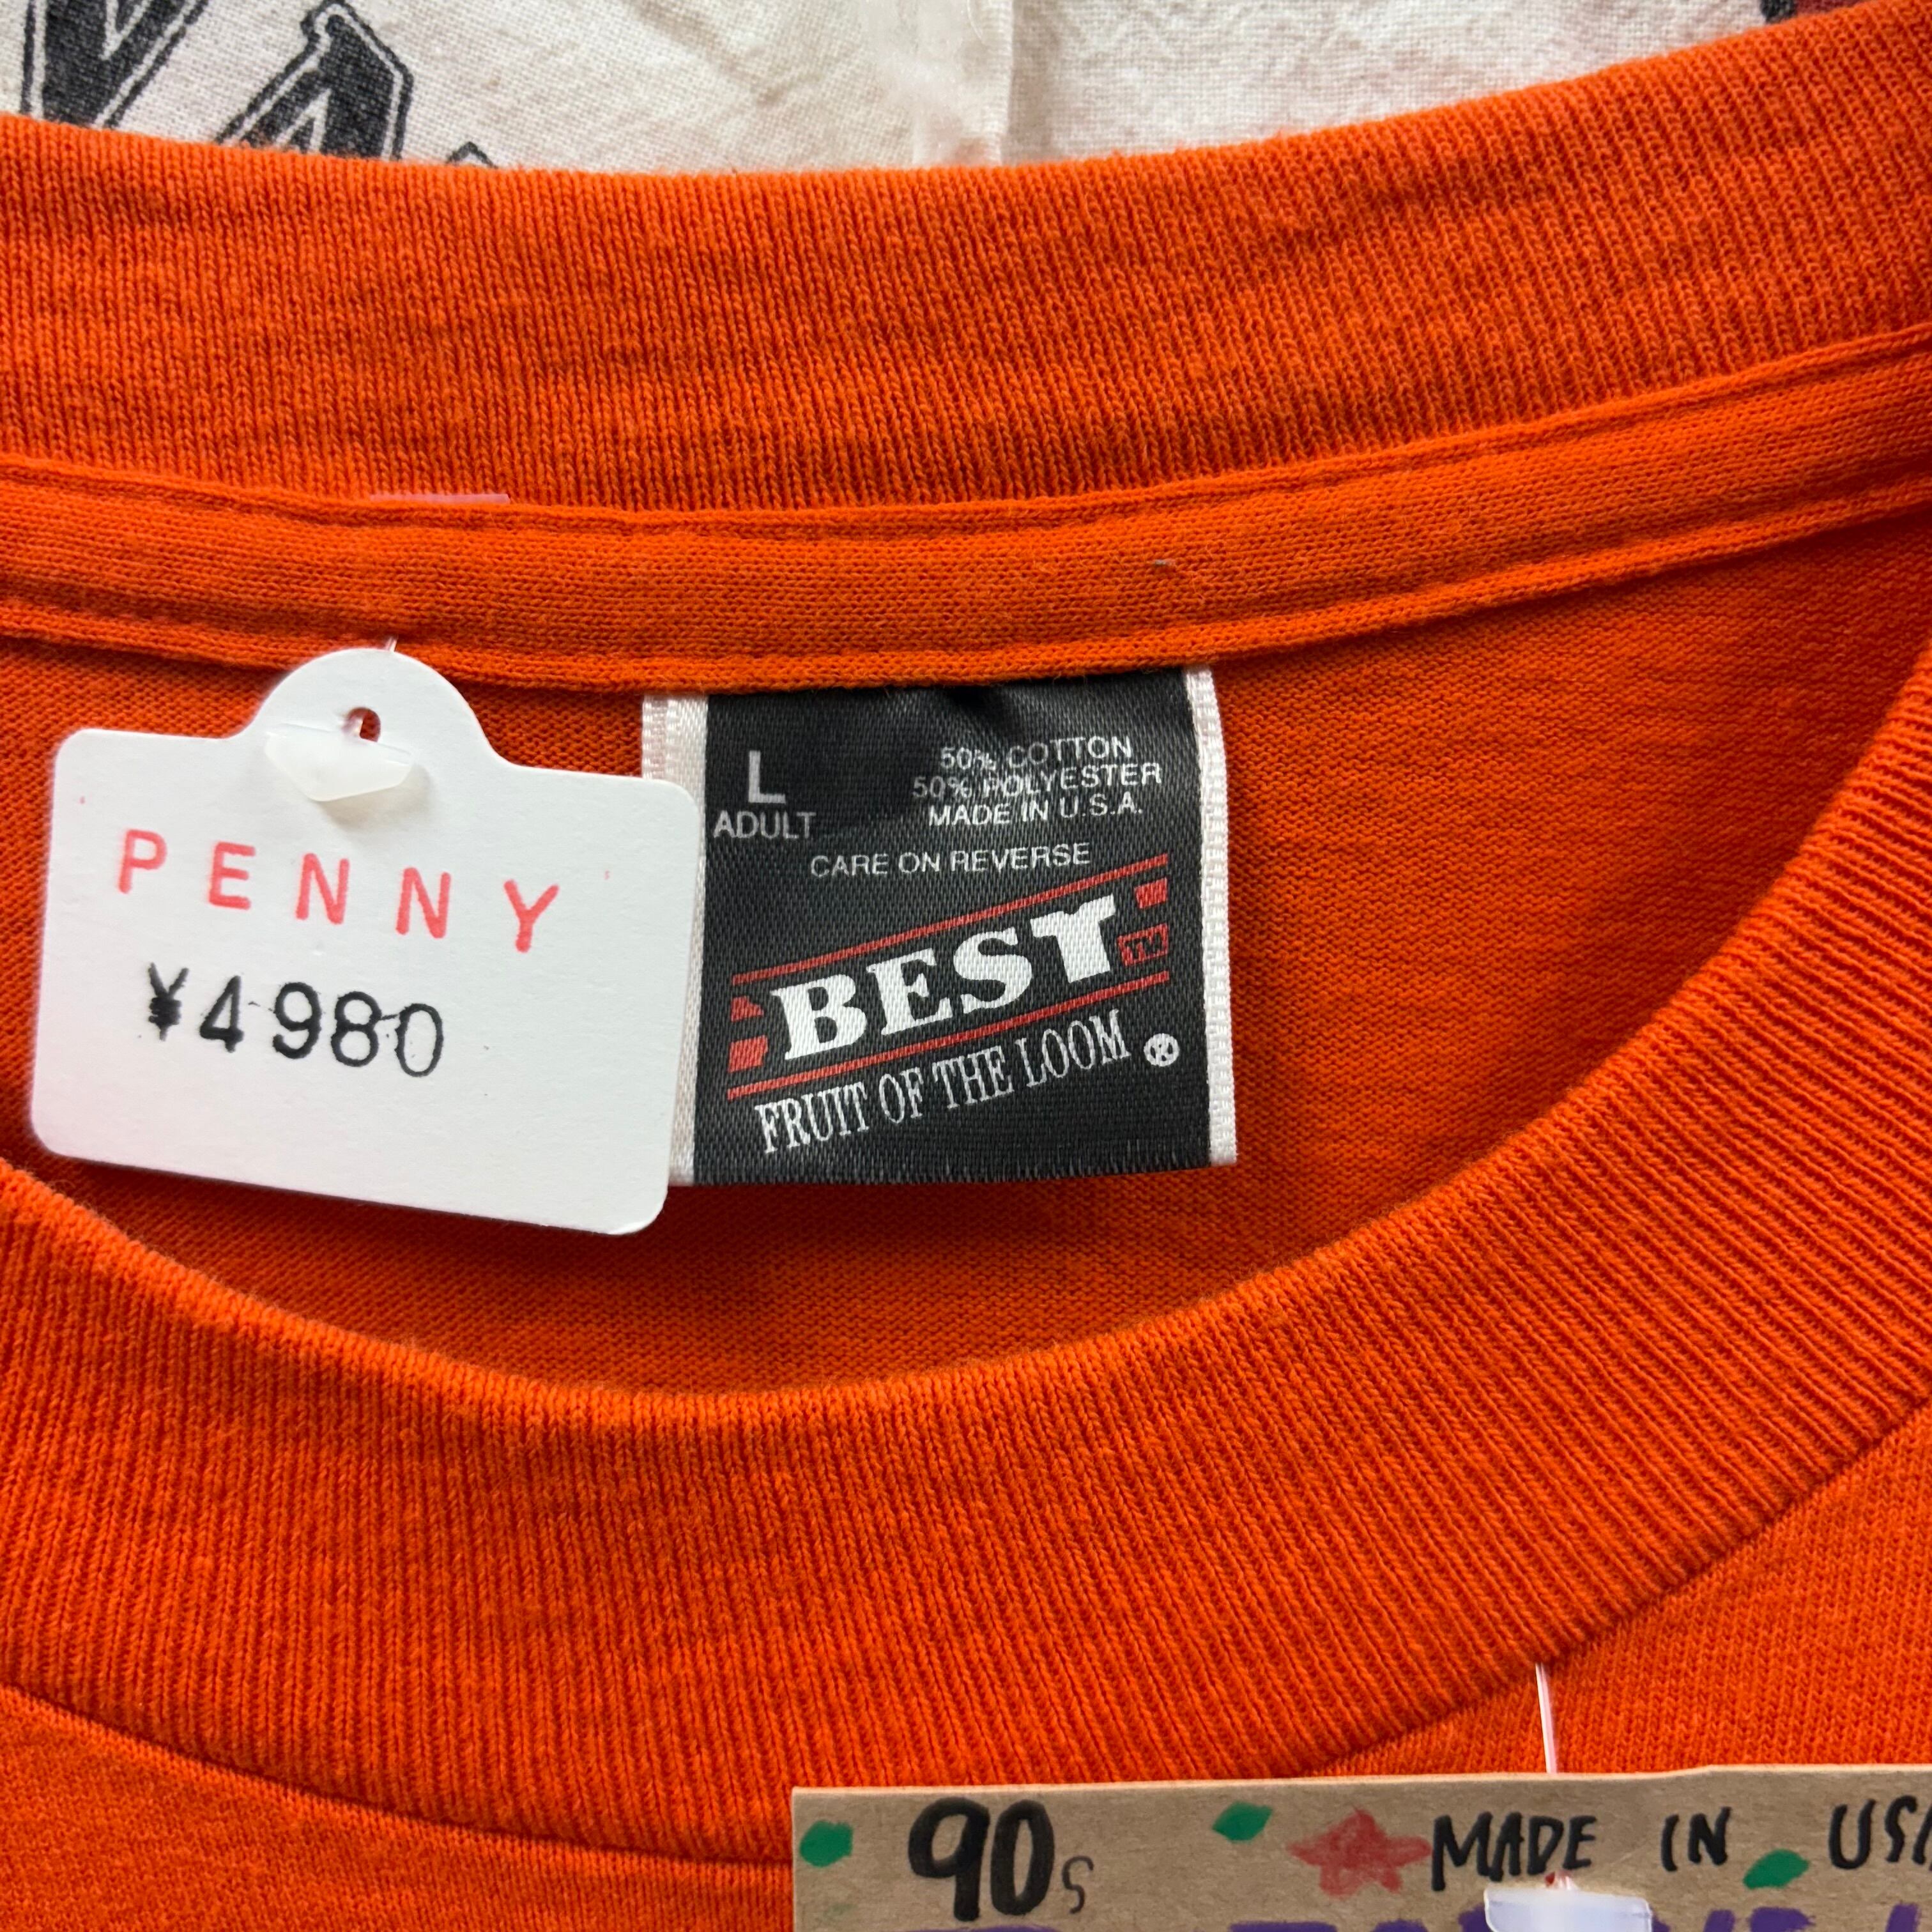 PENNY
¥4980
L
ADULT
50% COTTON
50% POLYESTER
MADE IN U.S.A.
CARE ON REVERSE
BEST TM
FRUIT OF THE LOOM ®
90s
MADE IN USA